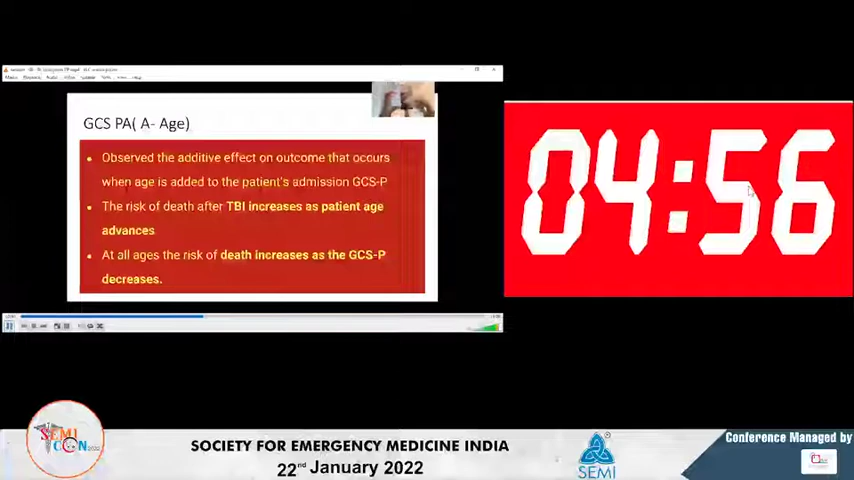 GCS PA( A- Age)
Observed the additive effect on outcome that occurs
when age is added to the patient's admission GCS-P
The risk of death after TBI increases as patient age
advances
At all ages the risk of death increases as the GCS-P
decreases.
04:56
SEMI
CON
SOCIETY FOR EMERGENCY MEDICINE INDIA
22nd January 2022
SEMI
Conference Managed by